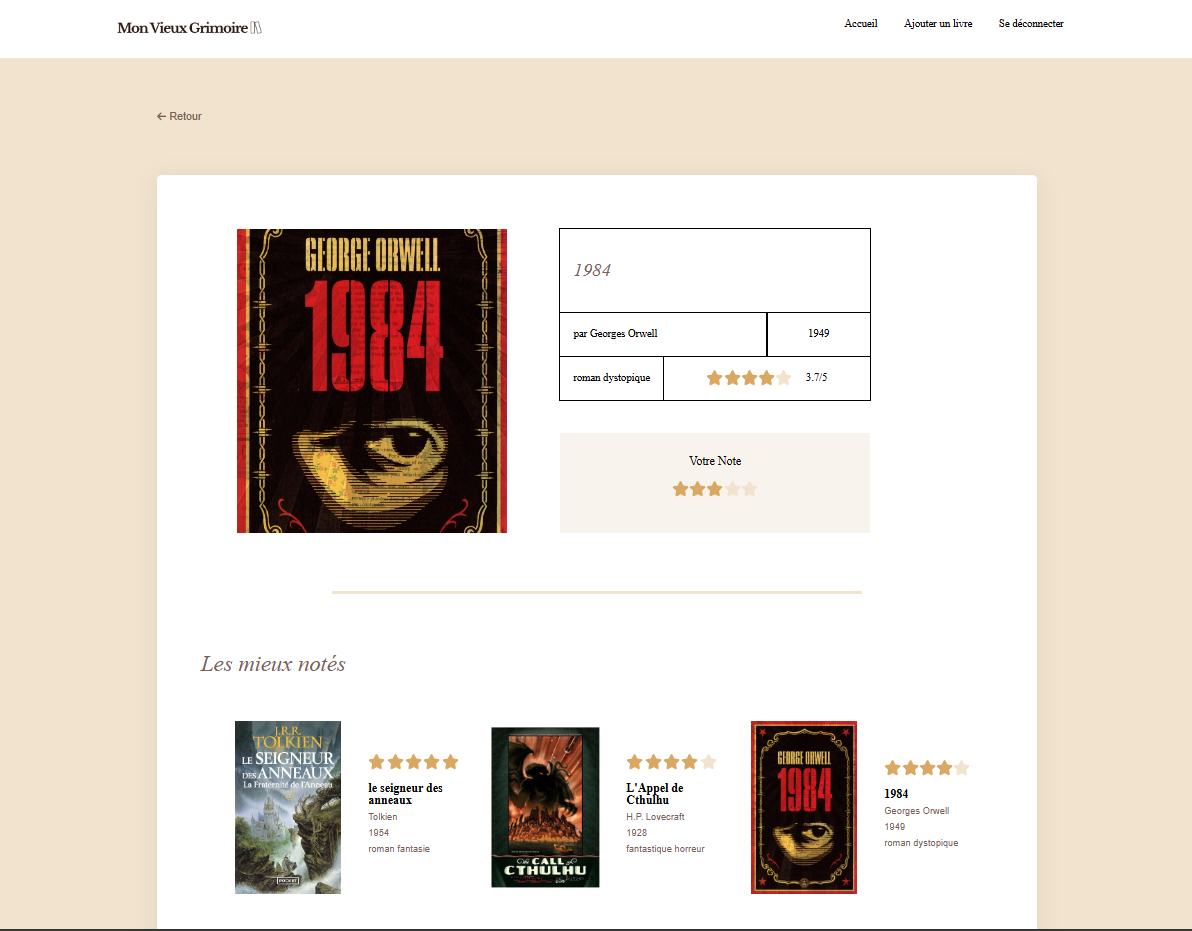 Mon Vieux Grimoire
Accueil Ajouter un livre Se déconnecter
← Retour
GEORGE ORWELL
1984
1984
par Georges Orwell 1949
roman dystopique 3.7/5
Votre Note
Les mieux notés
J.R.R.
TOLKIEN
LE SEIGNEUR
DES ANNEAUX
La Fraternité de l'Anneau
POCKET
le seigneur des
anneaux
Tolkien
1954
roman fantasie
The CALL of
CTHULHU
L'Appel de
Cthulhu
H.P. Lovecraft
1928
fantastique horreur
GEORGE ORWELL
1984
1984
Georges Orwell
1949
roman dystopique